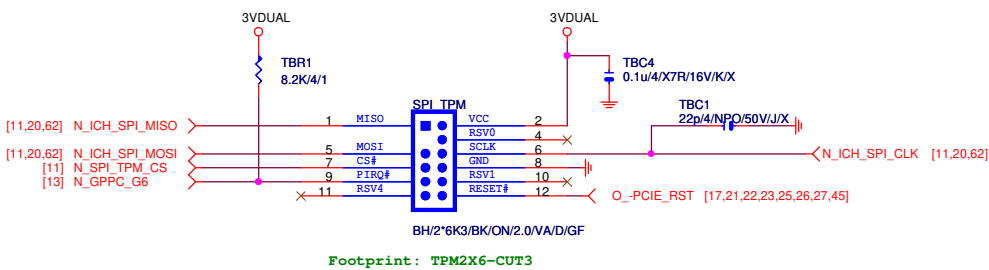 3VDUAL
3VDUAL
TBR1
8.2K/4/1
TBC4
0.1u/4/X7R/16V/K/X
SPI_TPM
TBC1
22p/4/NPO/50V/J/X
[11,20,62] N_ICH_SPI_MISO 1 MISO VCC 2
RSV0 4
[11,20,62] N_ICH_SPI_MOSI 5 MOSI SCLK 6 N_ICH_SPI_CLK [11,20,62]
[11] N_SPI_TPM_CS 7 CS# GND 8
[13] N_GPPC_G6 9 PIRQ# RSV1 10
11 RSV4 RESET# 12 O_-PCIE_RST [17,21,22,23,25,26,27,45]
BH/2*6K3/BK/ON/2.0/VA/D/GF
Footprint: TPM2X6-CUT3